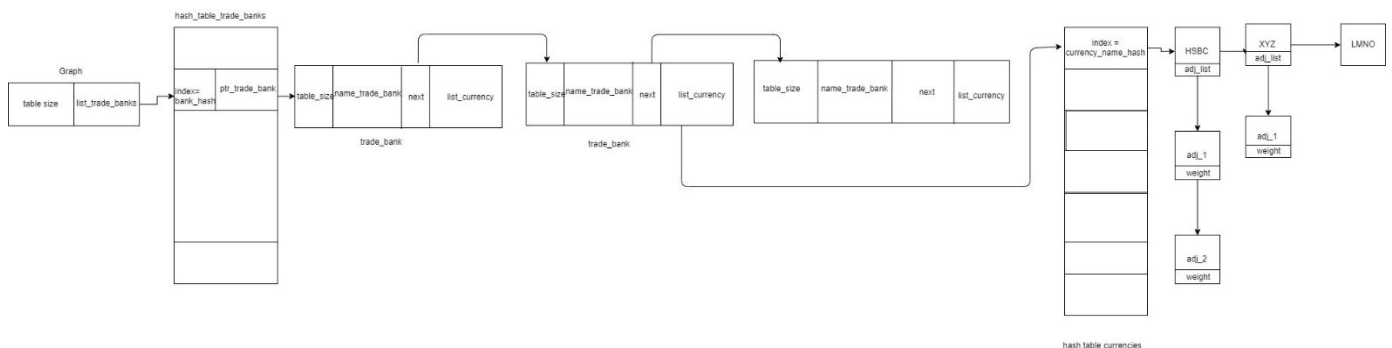 hash_table_trade_banks
Graph
table size
list_trade_banks
index=
bank_hash
ptr_trade_bank
table_size
name_trade_bank
next
list_currency
trade_bank
table_size
name_trade_bank
next
list_currency
trade_bank
table_size
name_trade_bank
next
list_currency
index =
currency_name_hash
HSBC
adj_list
XYZ
adj_list
LMNO
adj_1
weight
adj_1
weight
adj_2
weight
hash table currencies